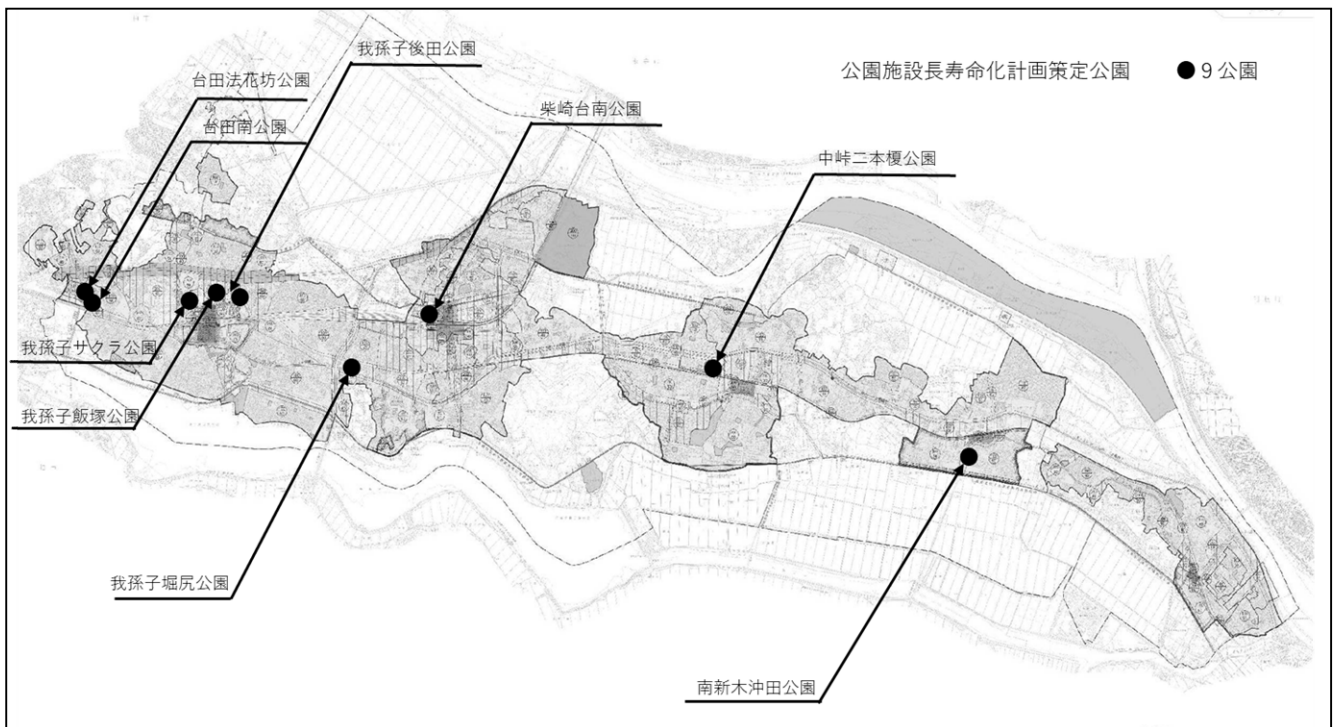 我孫子後田公園
公園施設長寿命化計画策定公園 ●9公園
台田法花坊公園
柴崎台南公園
台田南公園
中峠二本榎公園
我孫子サクラ公園
我孫子飯塚公園
我孫子堀尻公園
南新木沖田公園